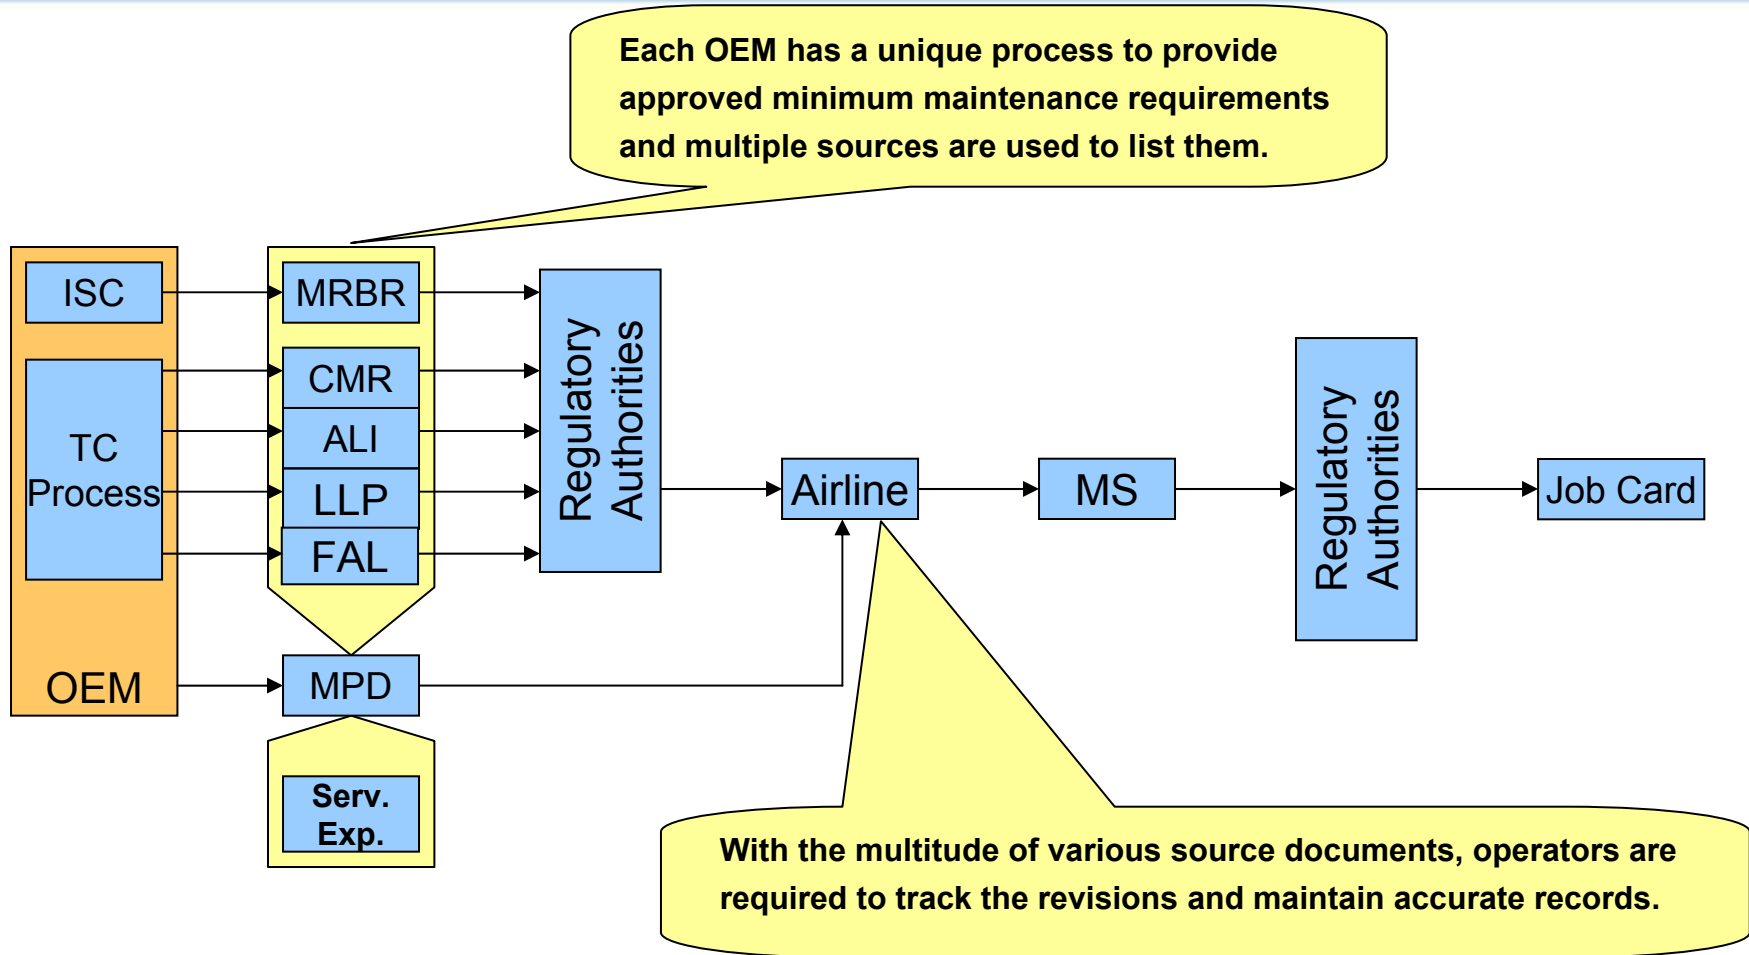 Each OEM has a unique process to provide
approved minimum maintenance requirements
and multiple sources are used to list them.
ISC
MRBR
CMR
ALI
LLP
FAL
TC
Process
OEM
MPD
Serv.
Exp.
Regulatory
Authorities
Airline
MS
Regulatory
Authorities
Job Card
With the multitude of various source documents, operators are
required to track the revisions and maintain accurate records.